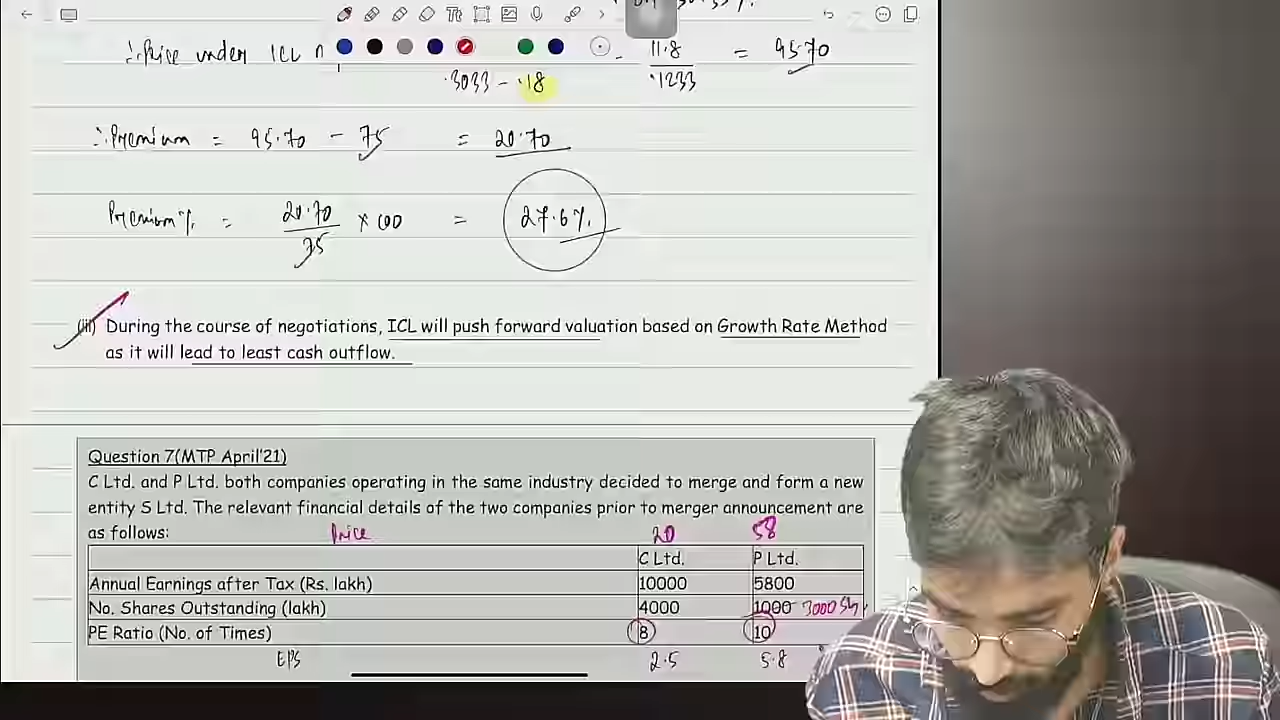 ∴ Price under ICL
.3033 - .18
11.8 / .1233 = 95.70
∴ Premium = 95.70 - 75 = 20.70
Premium % = 20.70 / 75 × 100 = 27.6%
(iii) During the course of negotiations, ICL will push forward valuation based on Growth Rate Method
as it will lead to least cash outflow.
Question 7(MTP April'21)
C Ltd. and P Ltd. both companies operating in the same industry decided to merge and form a new
entity S Ltd. The relevant financial details of the two companies prior to merger announcement are
as follows: Price 20 58
C Ltd. P Ltd.
Annual Earnings after Tax (Rs. lakh) 10000 5800
No. Shares Outstanding (lakh) 4000 1000 3000 Sh
PE Ratio (No. of Times) 8 10
EPS 2.5 5.8